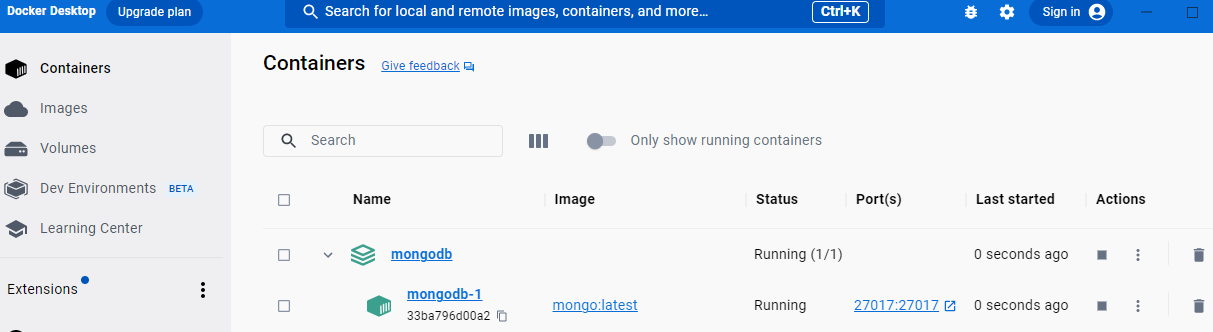 Docker Desktop Upgrade plan Search for local and remote images, containers, and more... Ctrl+K Sign in
Containers
Images
Volumes
Dev Environments BETA
Learning Center
Extensions
Containers Give feedback
Search Only show running containers
Name Image Status Port(s) Last started Actions
mongodb Running (1/1) 0 seconds ago
mongodb-1 mongo:latest Running 27017:27017 0 seconds ago
33ba796d00a2